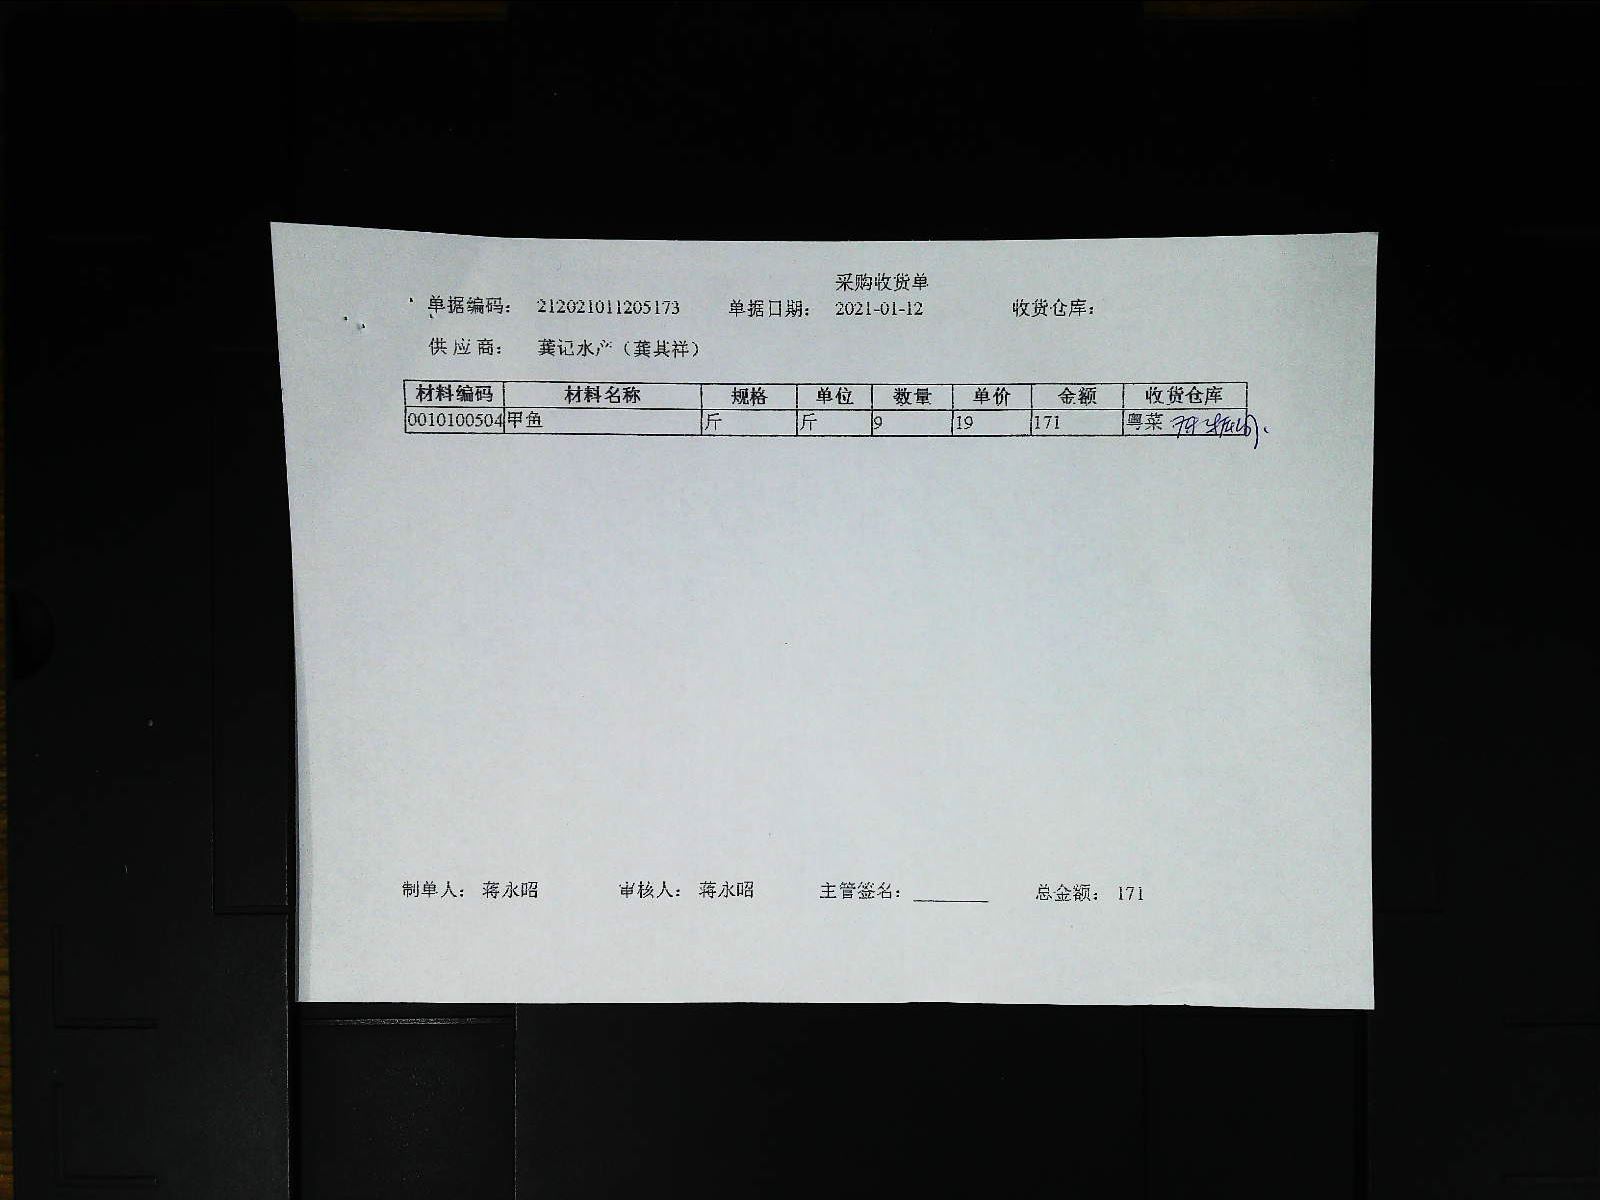 采购收货单
单据编码： 212021011205173 单据日期： 2021-01-12 收货仓库：
供应商： 龚记水产（龚其祥）
材料编码 材料名称 规格 单位 数量 单价 金额 收货仓库
0010100504 甲鱼 斤 斤 9 19 171 粤菜
制单人： 蒋永昭 审核人： 蒋永昭 主管签名： 总金额： 171